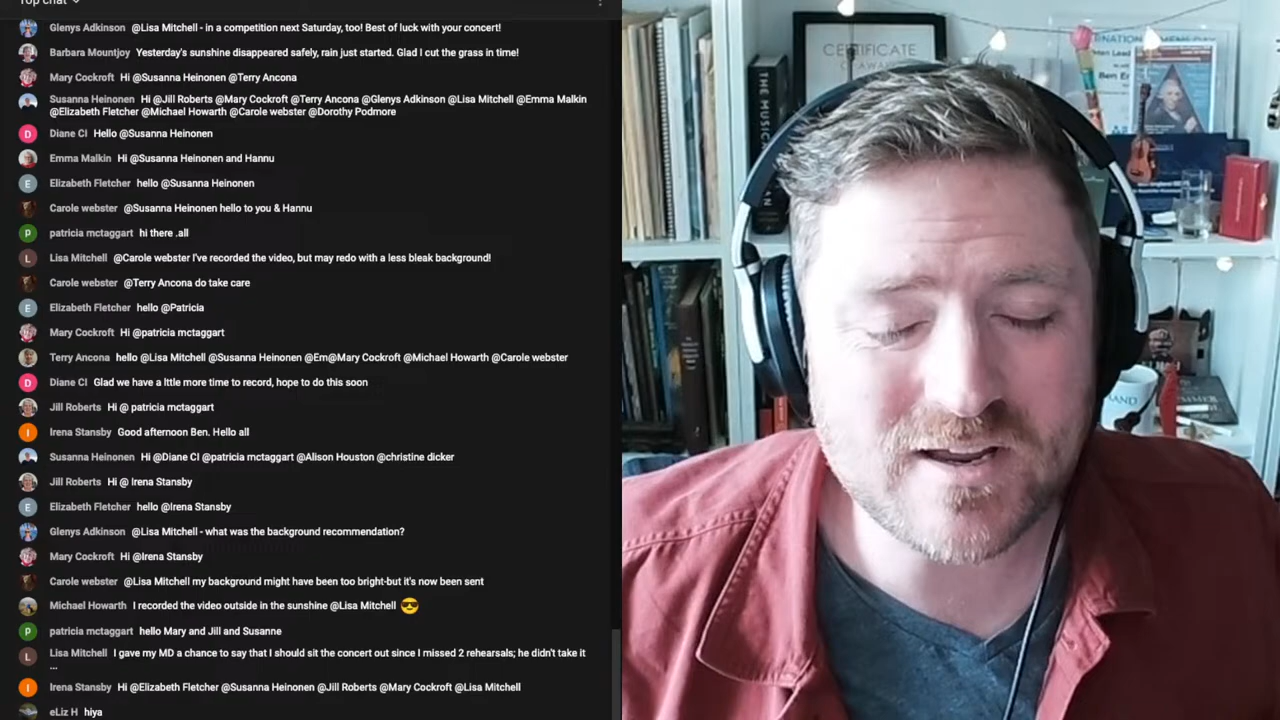 Top chat
Glenys Adkinson @Lisa Mitchell - in a competition next Saturday, too! Best of luck with your concert!
Barbara Mountjoy Yesterday's sunshine disappeared safely, rain just started. Glad I cut the grass in time!
Mary Cockroft Hi @Susanna Heinonen @Terry Ancona
Susanna Heinonen Hi @Jill Roberts @Mary Cockroft @Terry Ancona @Glenys Adkinson @Lisa Mitchell @Emma Malkin
@Elizabeth Fletcher @Michael Howarth @Carole webster @Dorothy Podmore
D Diane Cl Hello @Susanna Heinonen
Emma Malkin Hi @Susanna Heinonen and Hannu
E Elizabeth Fletcher hello @Susanna Heinonen
Carole webster @Susanna Heinonen hello to you & Hannu
P patricia mctaggart hi there .all
L Lisa Mitchell @Carole webster I've recorded the video, but may redo with a less bleak background!
Carole webster @Terry Ancona do take care
E Elizabeth Fletcher hello @Patricia
Mary Cockroft Hi @patricia mctaggart
Terry Ancona hello @Lisa Mitchell @Susanna Heinonen @Em@Mary Cockroft @Michael Howarth @Carole webster
D Diane Cl Glad we have a lttle more time to record, hope to do this soon
Jill Roberts Hi @ patricia mctaggart
I Irena Stansby Good afternoon Ben. Hello all
Susanna Heinonen Hi @Diane Cl @patricia mctaggart @Alison Houston @christine dicker
Jill Roberts Hi @ Irena Stansby
E Elizabeth Fletcher hello @Irena Stansby
Glenys Adkinson @Lisa Mitchell - what was the background recommendation?
Mary Cockroft Hi @Irena Stansby
Carole webster @Lisa Mitchell my background might have been too bright-but it's now been sent
Michael Howarth I recorded the video outside in the sunshine @Lisa Mitchell 😎
P patricia mctaggart hello Mary and Jill and Susanne
L Lisa Mitchell I gave my MD a chance to say that I should sit the concert out since I missed 2 rehearsals; he didn't take it
...
I Irena Stansby Hi @Elizabeth Fletcher @Susanna Heinonen @Jill Roberts @Mary Cockroft @Lisa Mitchell
eLiz H hiya
CERTIFICATE
THE MUSIC